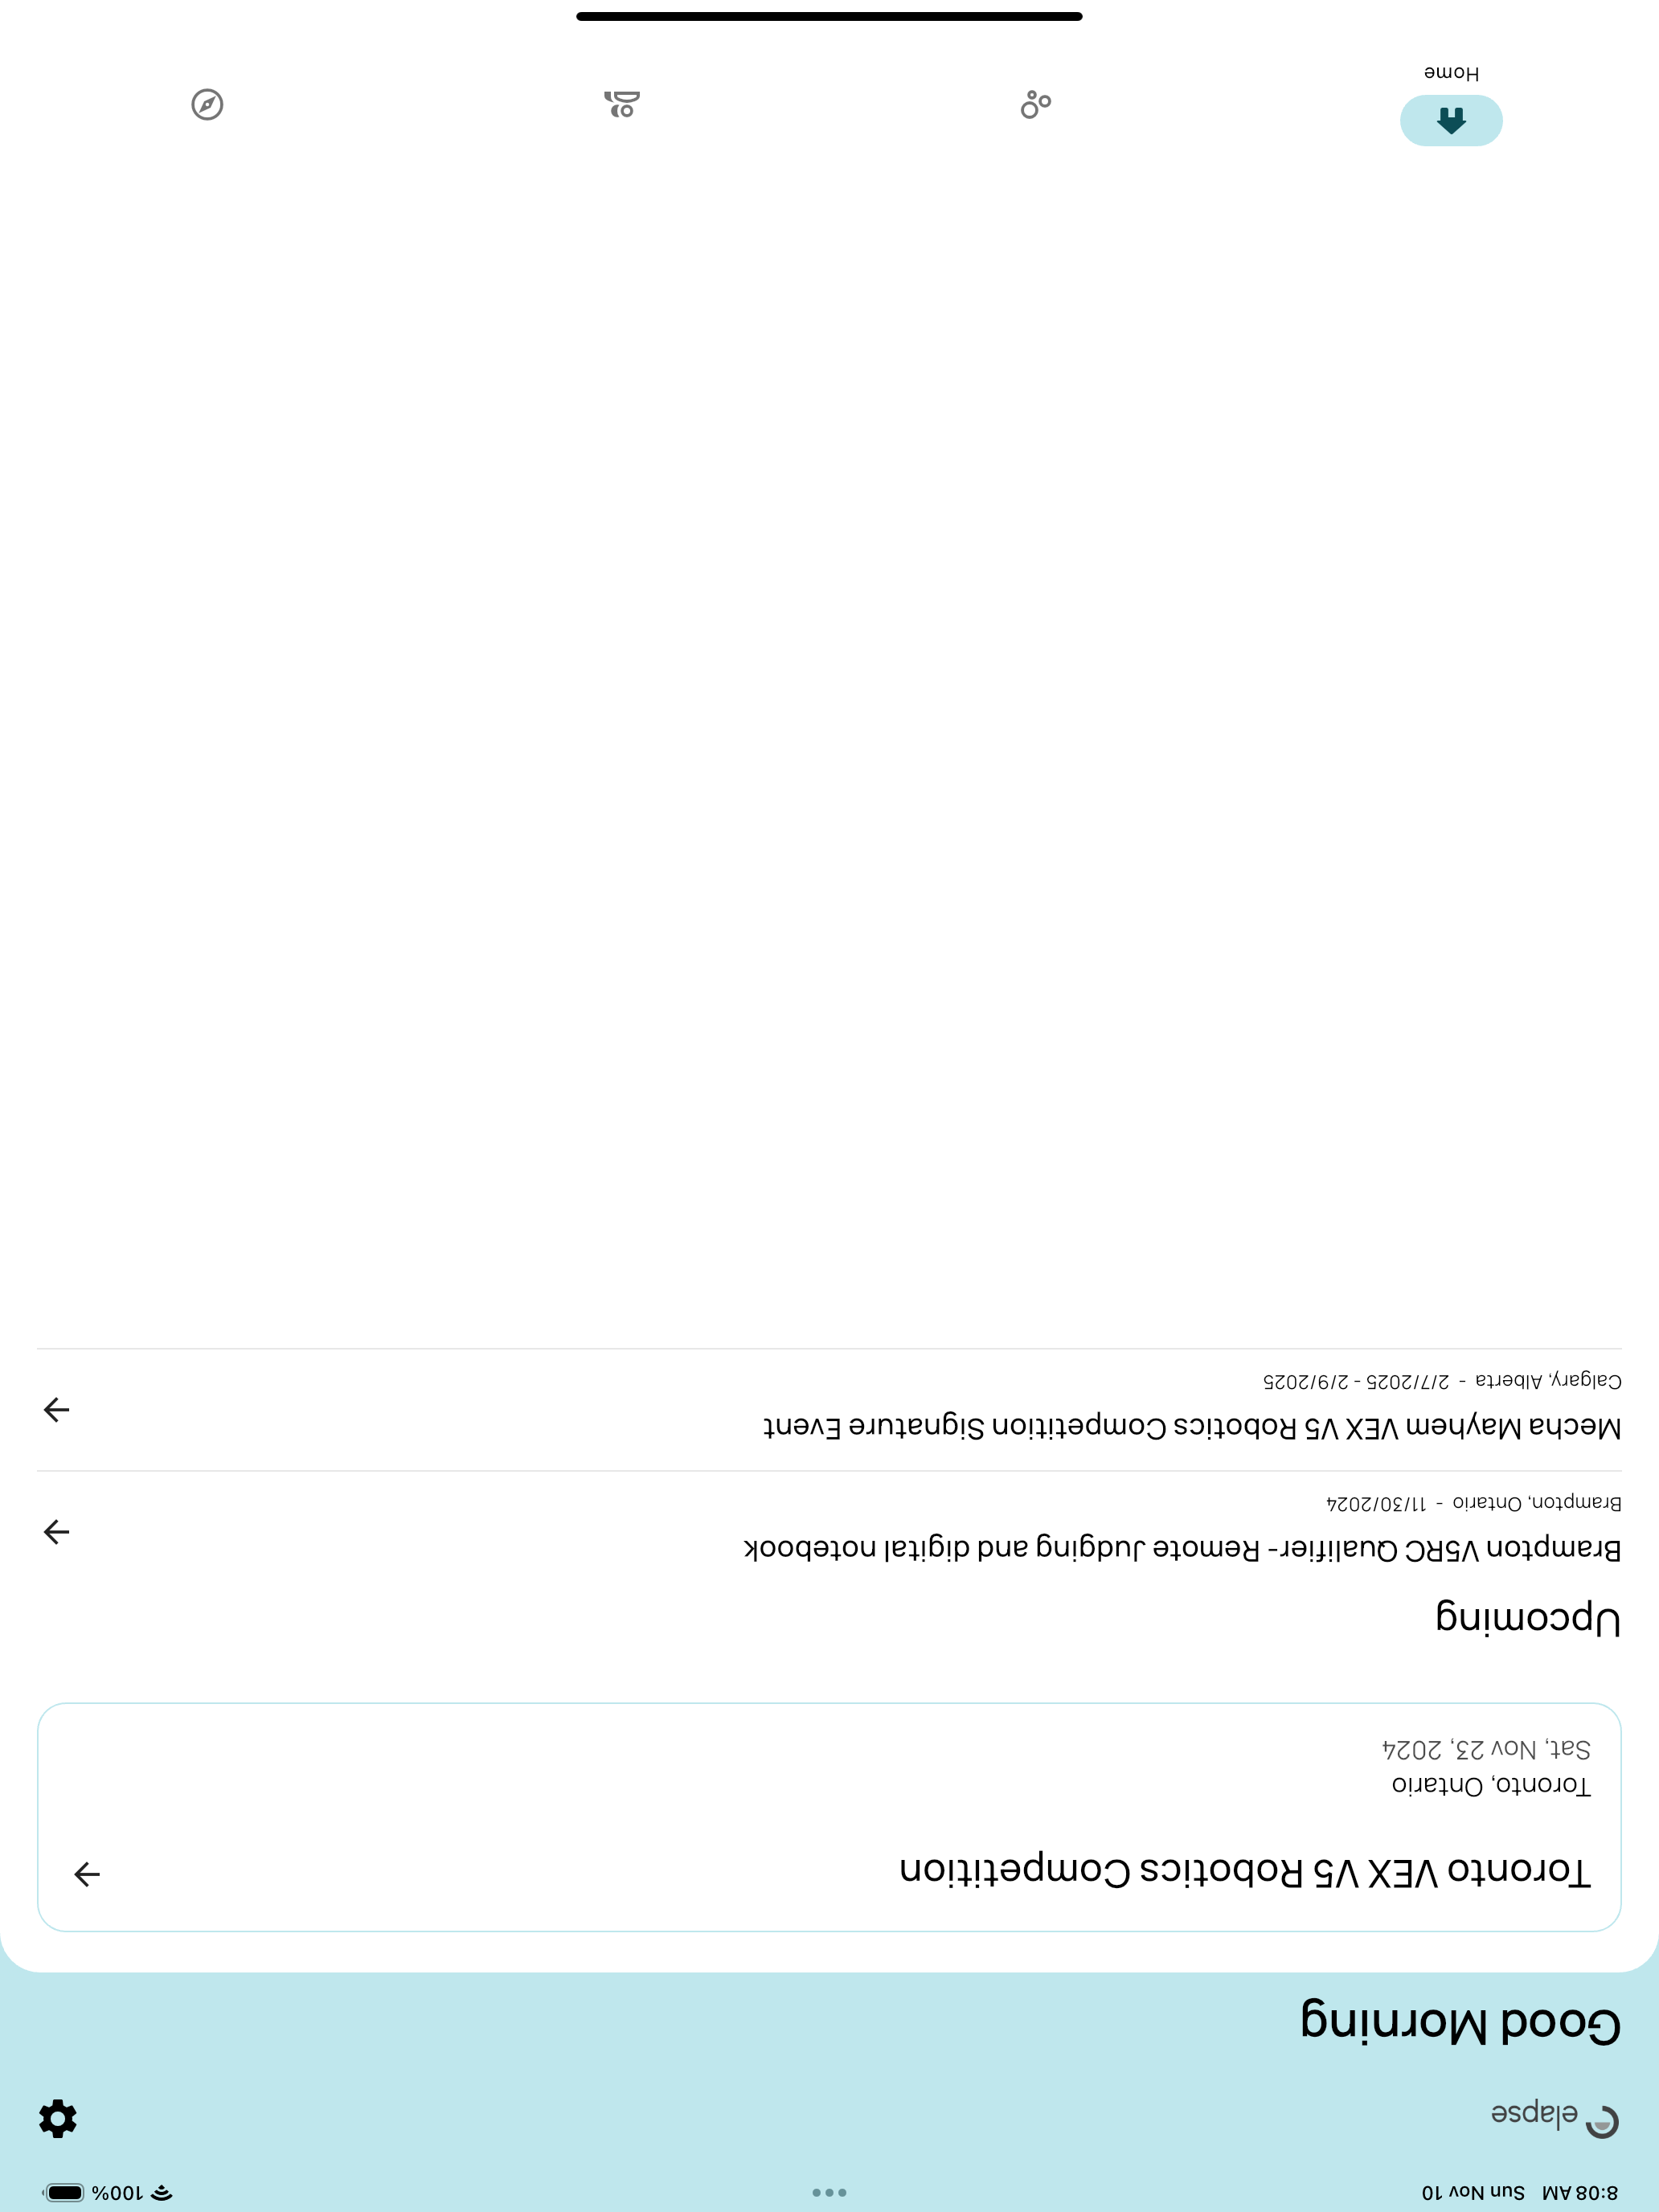 8:08 AM Sun Nov 10
100%
elapse
Good Morning
Toronto VEX V5 Robotics Competition
Toronto, Ontario
Sat, Nov 23, 2024
Upcoming
Brampton V5RC Qualifier- Remote Judging and digital notebook
Brampton, Ontario - 11/30/2024
Mecha Mayhem VEX V5 Robotics Competition Signature Event
Calgary, Alberta - 2/7/2025 - 2/9/2025
Home